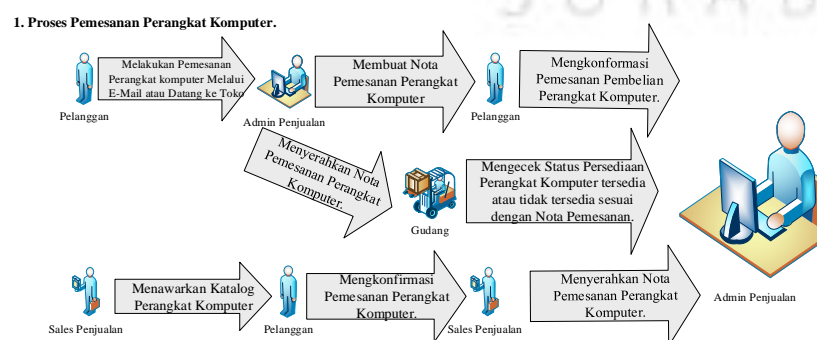 1. Proses Pemesanan Perangkat Komputer.
Melakukan Pemesanan
Perangkat komputer Melalui
E-Mail atau Datang ke Toko
Pelanggan
Admin Penjualan
Membuat Nota
Pemesanan Perangkat
Komputer
Pelanggan
Mengkonformasi
Pemesanan Pembelian
Perangkat Komputer.
Menyerahkan Nota
Pemesanan Perangkat
Komputer.
Gudang
Mengecek Status Persediaan
Perangkat Komputer tersedia
atau tidak tersedia sesuai
dengan Nota Pemesanan.
Admin Penjualan
Sales Penjualan
Menawarkan Katalog
Perangkat Komputer
Pelanggan
Mengkonfirmasi
Pemesanan Perangkat
Komputer.
Sales Penjualan
Menyerahkan Nota
Pemesanan Perangkat
Komputer.